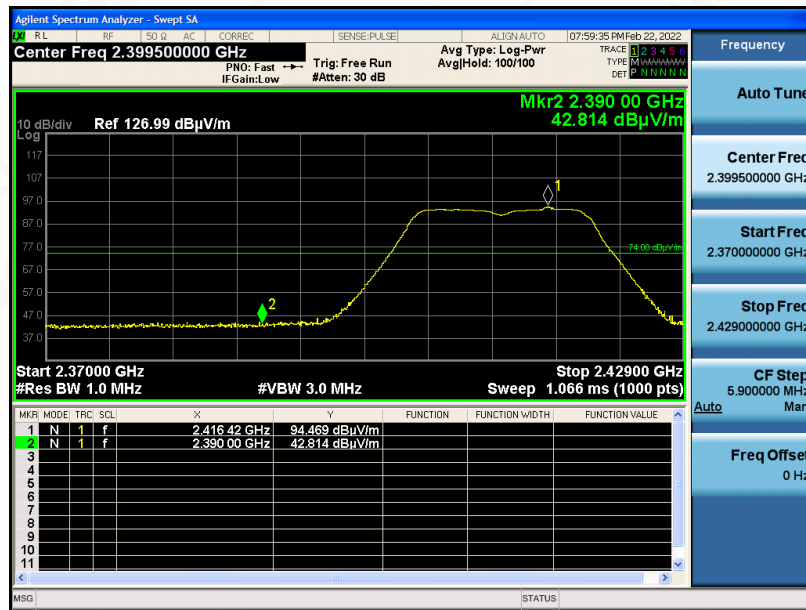 Agilent Spectrum Analyzer - Swept SA
LXI RL RF 50 Ω AC CORREC SENSE:PULSE ALIGN AUTO 07:59:35 PM Feb 22, 2022
Center Freq 2.399500000 GHz
PNO: Fast
IFGain:Low
Trig: Free Run
#Atten: 30 dB
Avg Type: Log-Pwr
Avg|Hold: 100/100
TRACE 1 2 3 4 5 6
TYPE MWWWWW
DET P N N N N N
Mkr2 2.390 00 GHz
42.814 dBµV/m
10 dB/div Ref 126.99 dBµV/m
Log
117
107
97.0
87.0
77.0
67.0
57.0
47.0
37.0
1
2
74.00 dBµV/m
Start 2.37000 GHz Stop 2.42900 GHz
#Res BW 1.0 MHz #VBW 3.0 MHz Sweep 1.066 ms (1000 pts)
MKR MODE TRC SCL X Y FUNCTION FUNCTION WIDTH FUNCTION VALUE
1 N 1 f 2.416 42 GHz 94.469 dBµV/m
2 N 1 f 2.390 00 GHz 42.814 dBµV/m
3
4
5
6
7
8
9
10
11
MSG STATUS
Frequency
Auto Tune
Center Freq
2.399500000 GHz
Start Freq
2.370000000 GHz
Stop Freq
2.429000000 GHz
CF Step
5.900000 MHz
Auto Man
Freq Offset
0 Hz